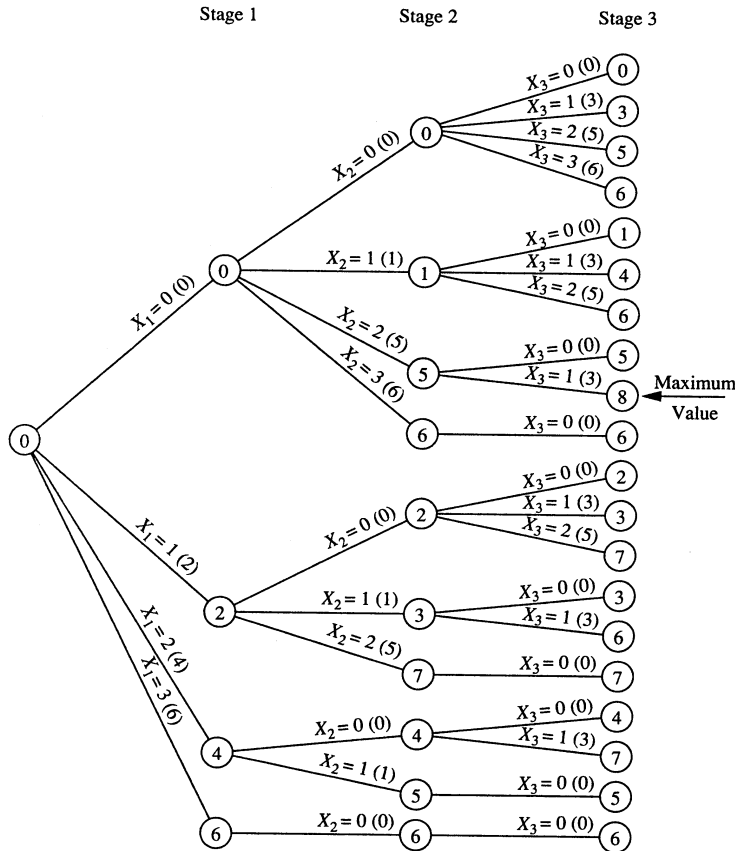 Stage 1 Stage 2 Stage 3
X₃ = 0 (0)
0
X₃ = 1 (3)
3
0
X₃ = 2 (5)
5
X₃ = 3 (6)
6
X₂ = 0 (0)
X₃ = 0 (0)
1
0
X₂ = 1 (1)
1
X₃ = 1 (3)
4
X₃ = 2 (5)
6
X₁ = 0 (0)
X₂ = 2 (5)
X₃ = 0 (0)
5
5
X₃ = 1 (3)
8
Maximum
Value
X₂ = 3 (6)
6
X₃ = 0 (0)
6
0
X₃ = 0 (0)
2
X₂ = 0 (0)
2
X₃ = 1 (3)
3
X₃ = 2 (5)
7
X₁ = 1 (2)
X₃ = 0 (0)
3
2
X₂ = 1 (1)
3
X₃ = 1 (3)
6
X₂ = 2 (5)
7
X₃ = 0 (0)
7
X₁ = 2 (4)
X₁ = 3 (6)
X₃ = 0 (0)
4
X₂ = 0 (0)
4
X₃ = 1 (3)
7
4
X₂ = 1 (1)
5
X₃ = 0 (0)
5
6
X₂ = 0 (0)
6
X₃ = 0 (0)
6